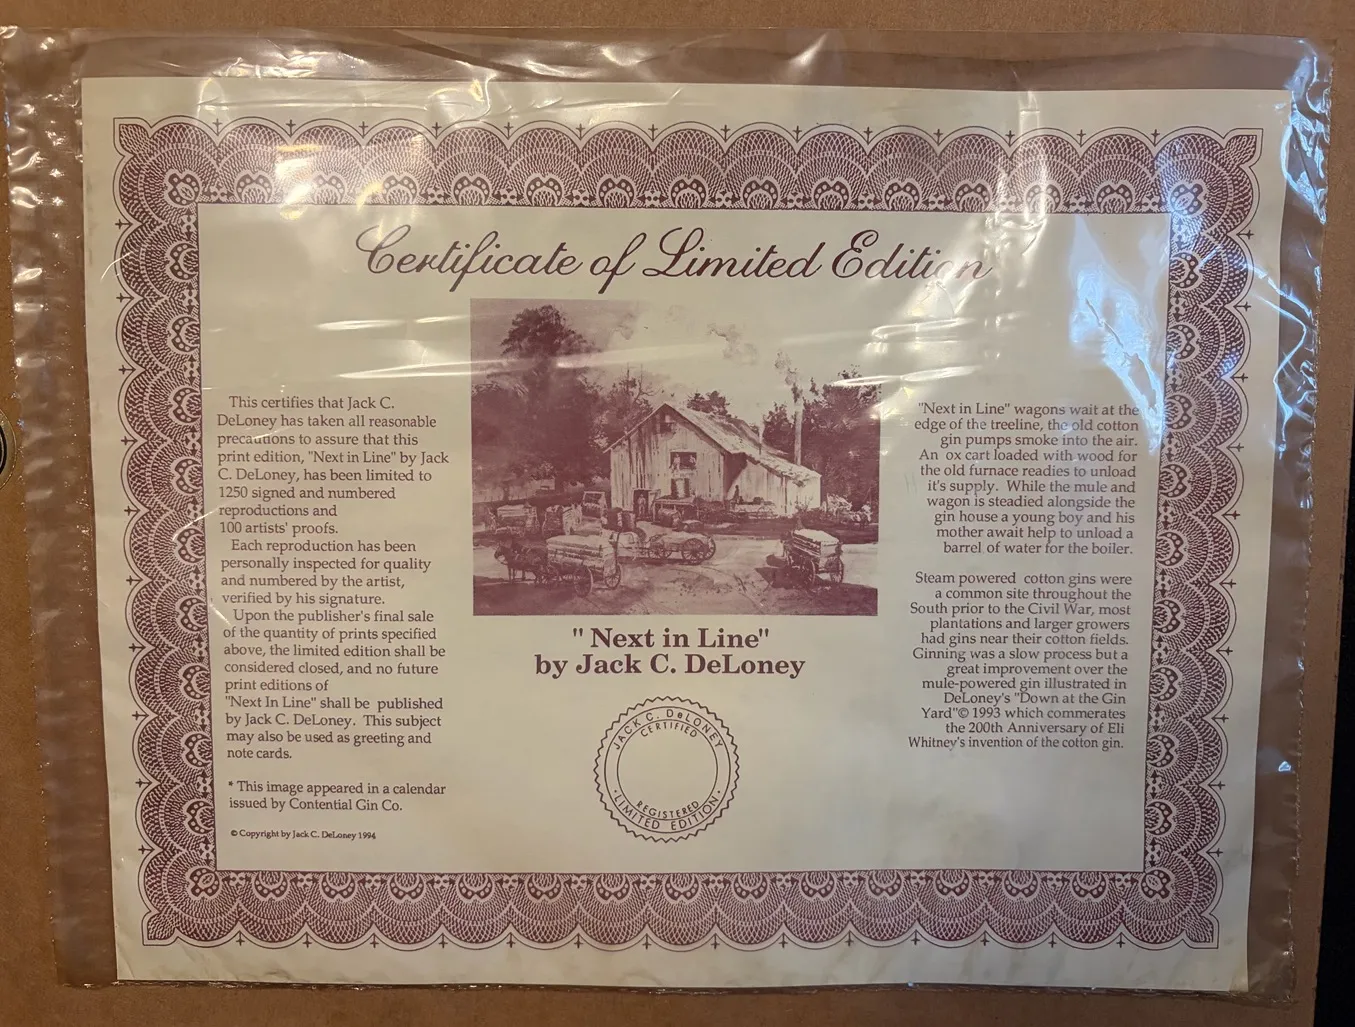 Certificate of Limited Edition
This certifies that Jack C.
DeLoney has taken all reasonable
precautions to assure that this
print edition, "Next in Line" by Jack
C. DeLoney, has been limited to
1250 signed and numbered
reproductions and
100 artists' proofs.
Each reproduction has been
personally inspected for quality
and numbered by the artist,
verified by his signature.
Upon the publisher's final sale
of the quantity of prints specified
above, the limited edition shall be
considered closed, and no future
print editions of
"Next In Line" shall be published
by Jack C. DeLoney. This subject
may also be used as greeting and
note cards.
* This image appeared in a calendar
issued by Contential Gin Co.
© Copyright by Jack C. DeLoney 1994
" Next in Line"
by Jack C. DeLoney
JACK C. DeLONEY
CERTIFIED
REGISTERED
LIMITED EDITION
"Next in Line" wagons wait at the
edge of the treeline, the old cotton
gin pumps smoke into the air.
An ox cart loaded with wood for
the old furnace readies to unload
it's supply. While the mule and
wagon is steadied alongside the
gin house a young boy and his
mother await help to unload a
barrel of water for the boiler.
Steam powered cotton gins were
a common site throughout the
South prior to the Civil War, most
plantations and larger growers
had gins near their cotton fields.
Ginning was a slow process but a
great improvement over the
mule-powered gin illustrated in
DeLoney's "Down at the Gin
Yard"© 1993 which commerates
the 200th Anniversary of Eli
Whitney's invention of the cotton gin.